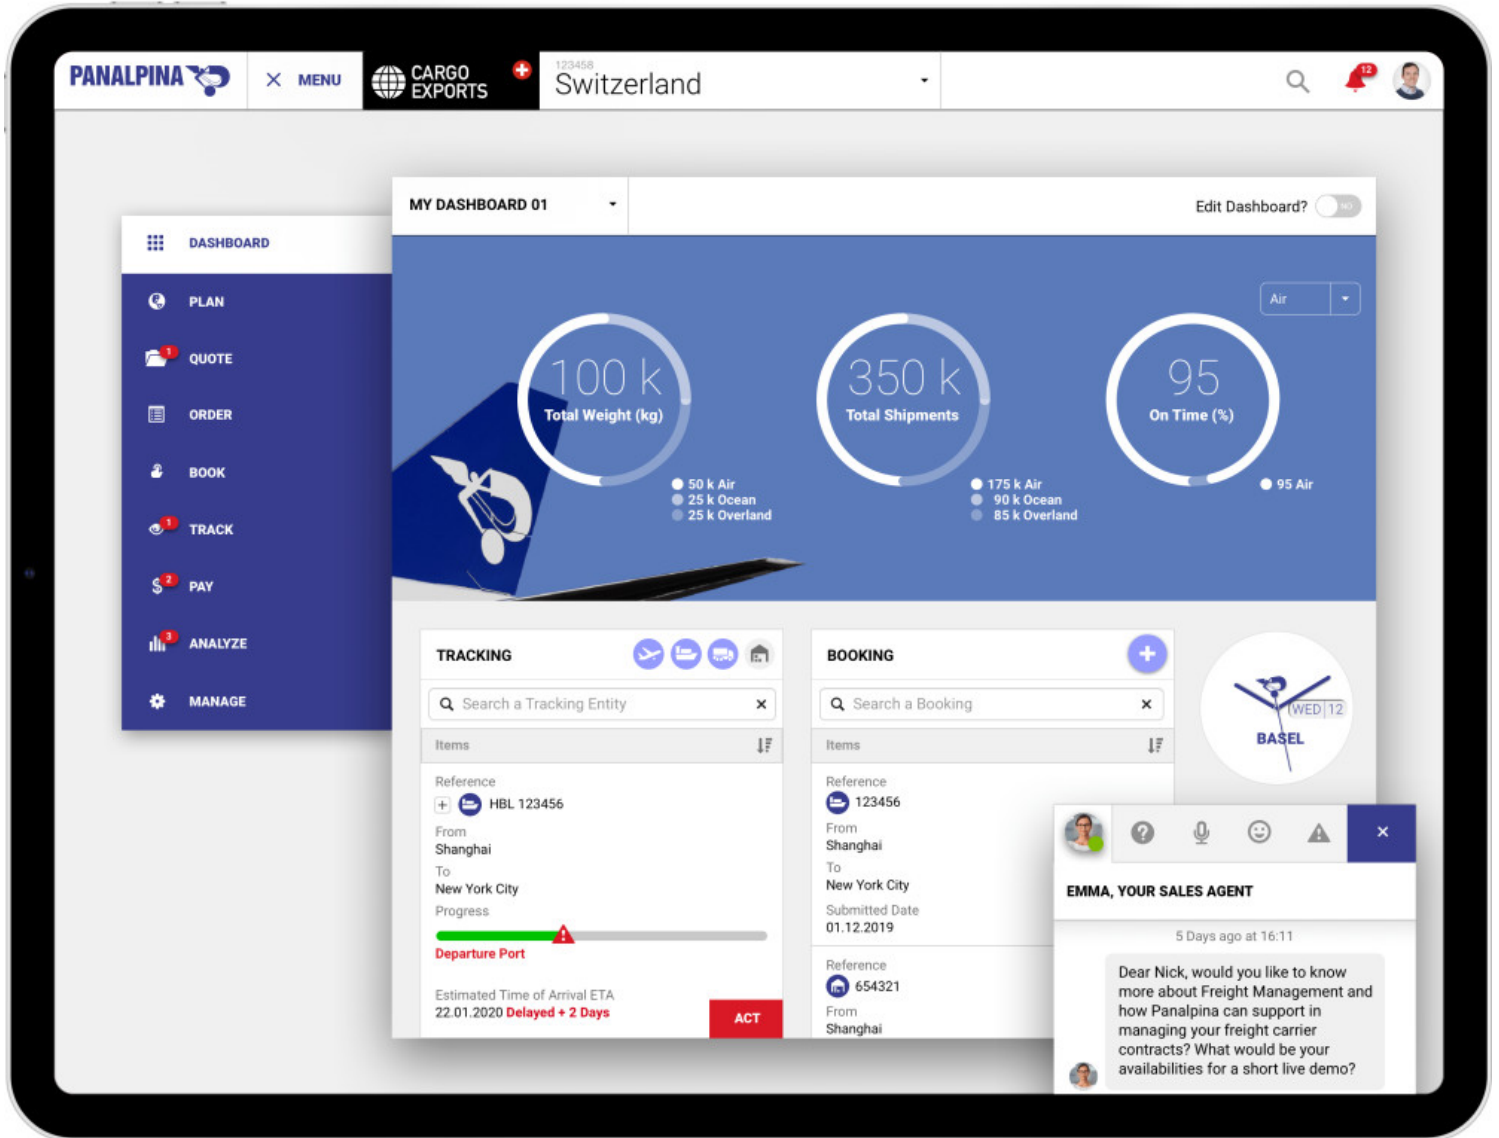 PANALPINA
MENU
CARGO
EXPORTS
123458
Switzerland
12
MY DASHBOARD 01
Edit Dashboard?
NO
DASHBOARD
PLAN
1
QUOTE
ORDER
BOOK
1
TRACK
$
2
PAY
3
ANALYZE
MANAGE
Air
100 k
Total Weight (kg)
50 k Air
25 k Ocean
25 k Overland
350 k
Total Shipments
175 k Air
90 k Ocean
85 k Overland
95
On Time (%)
95 Air
TRACKING
Search a Tracking Entity
Items
Reference
HBL 123456
From
Shanghai
To
New York City
Progress
Departure Port
Estimated Time of Arrival ETA
22.01.2020 Delayed + 2 Days
ACT
BOOKING
Search a Booking
Items
Reference
123456
From
Shanghai
To
New York City
Submitted Date
01.12.2019
Reference
654321
From
Shanghai
WED 12
BASEL
EMMA, YOUR SALES AGENT
5 Days ago at 16:11
Dear Nick, would you like to know
more about Freight Management and
how Panalpina can support in
managing your freight carrier
contracts? What would be your
availabilities for a short live demo?